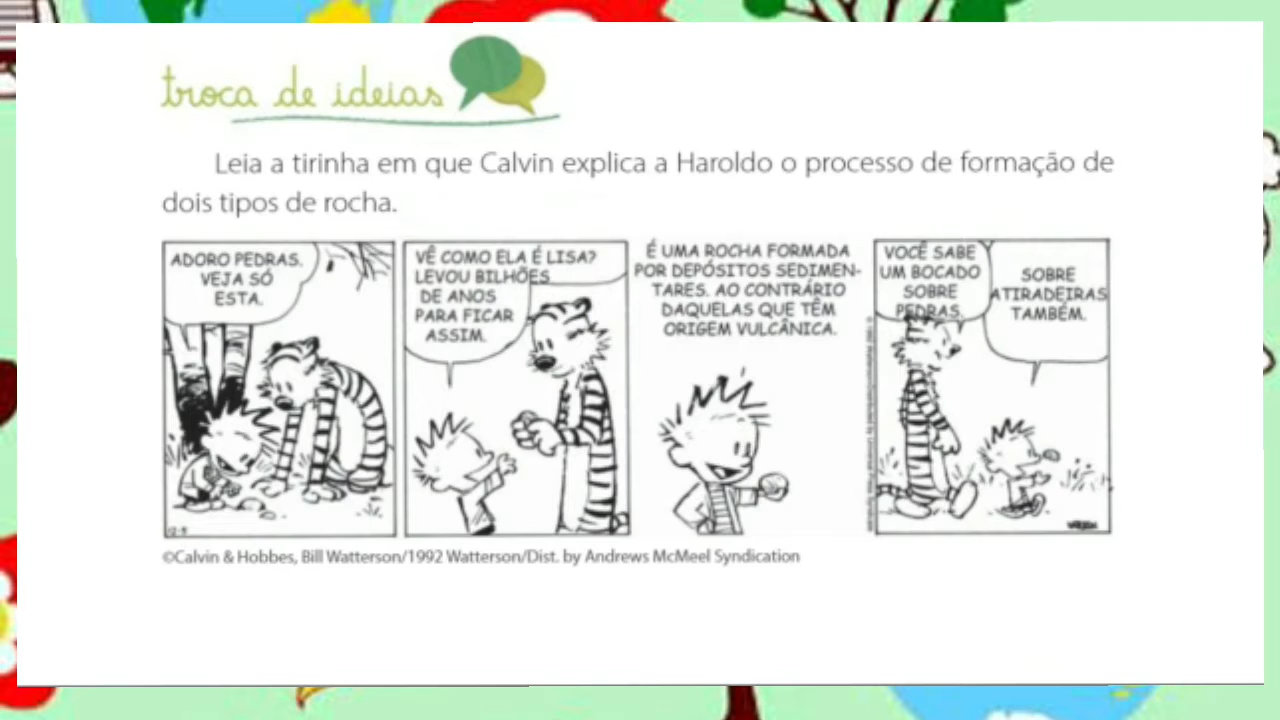 troca de ideias
Leia a tirinha em que Calvin explica a Haroldo o processo de formação de
dois tipos de rocha.
ADORO PEDRAS.
VEJA SÓ
ESTA.
VÊ COMO ELA É LISA?
LEVOU BILHÕES
DE ANOS
PARA FICAR
ASSIM.
É UMA ROCHA FORMADA
POR DEPÓSITOS SEDIMEN-
TARES. AO CONTRÁRIO
DAQUELAS QUE TÊM
ORIGEM VULCÂNICA.
VOCÊ SABE
UM BOCADO
SOBRE
PEDRAS.
SOBRE
ATIRADEIRAS
TAMBÉM.
©Calvin & Hobbes, Bill Watterson/1992 Watterson/Dist. by Andrews McMeel Syndication